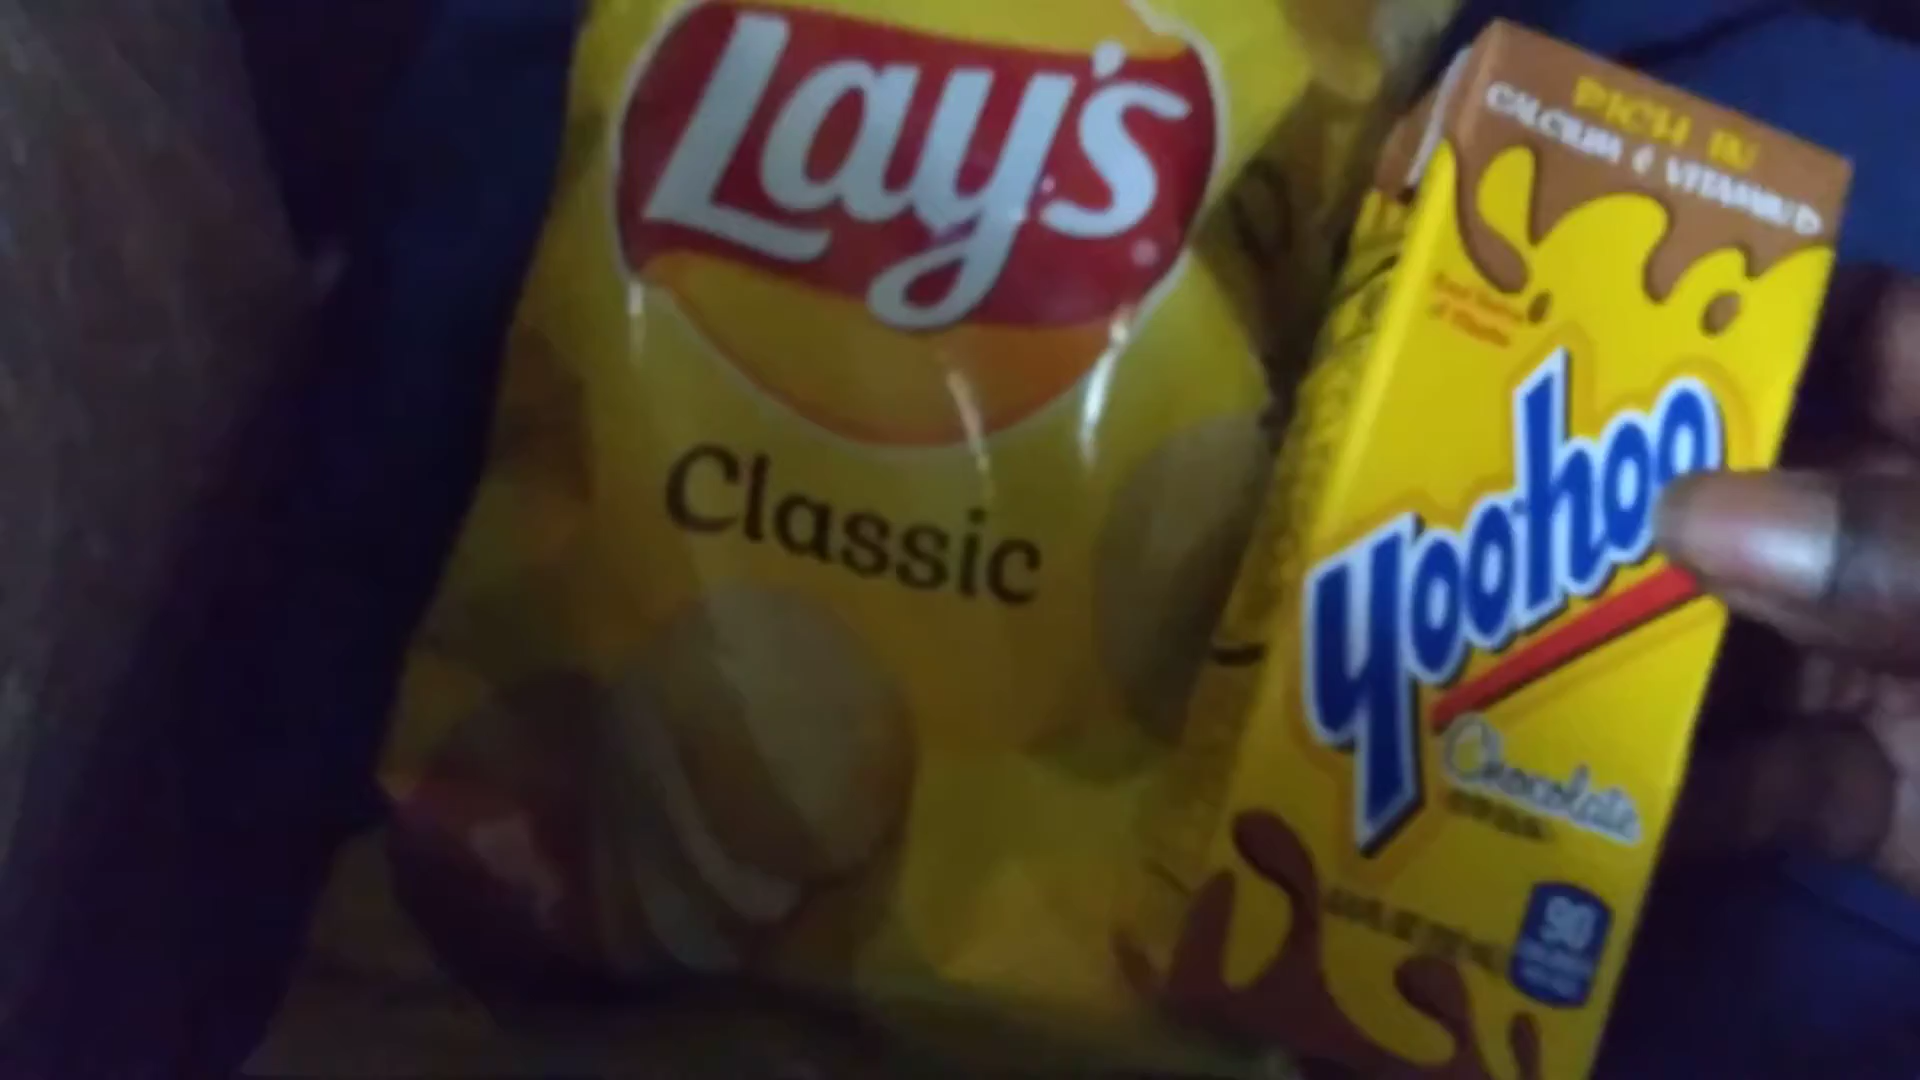 Lay's
Classic
RICH IN
CALCIUM & VITAMIN D
Yoohoo
Chocolate
90